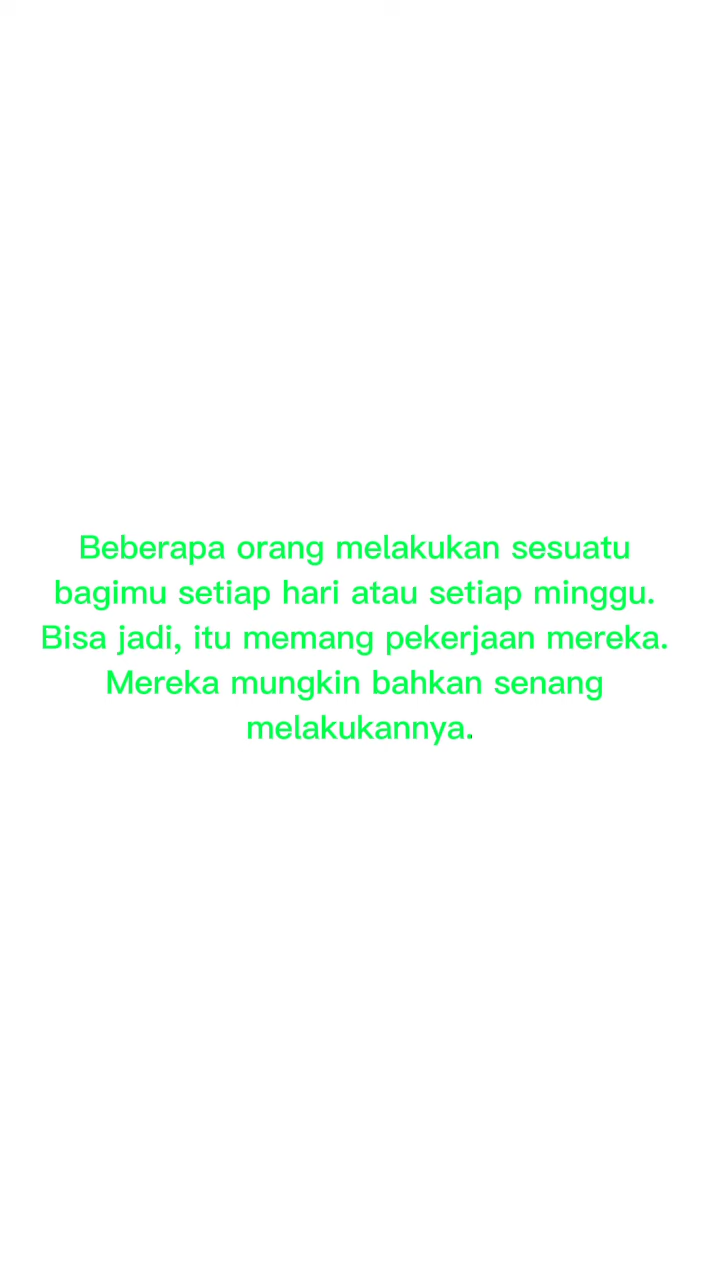 Beberapa orang melakukan sesuatu
bagimu setiap hari atau setiap minggu.
Bisa jadi, itu memang pekerjaan mereka.
Mereka mungkin bahkan senang
melakukannya.